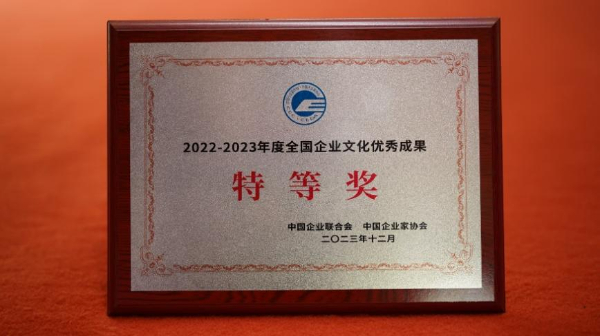 2022-2023年度全国企业文化优秀成果
特等奖
中国企业联合会 中国企业家协会
二〇二三年十二月